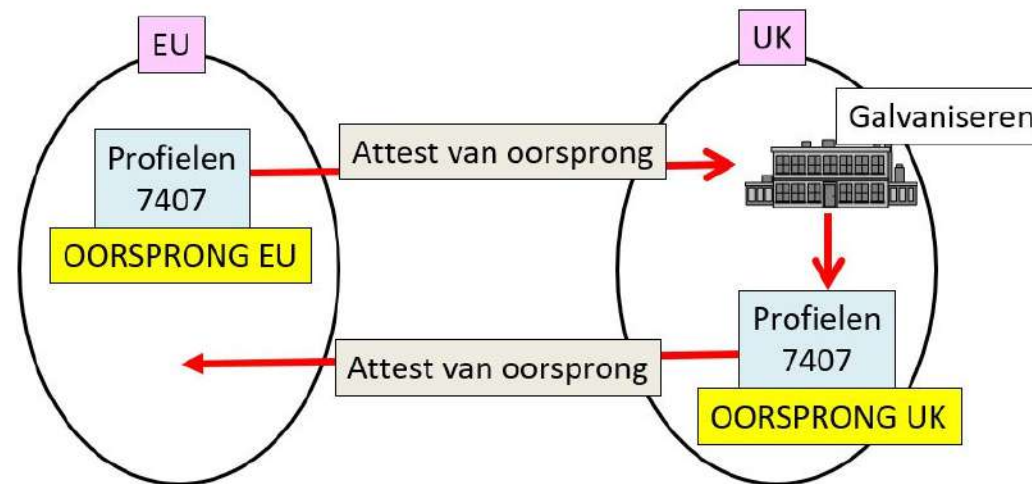 EU
UK
Galvaniseren
Profielen
7407
OORSPRONG EU
Attest van oorsprong
Profielen
7407
OORSPRONG UK
Attest van oorsprong